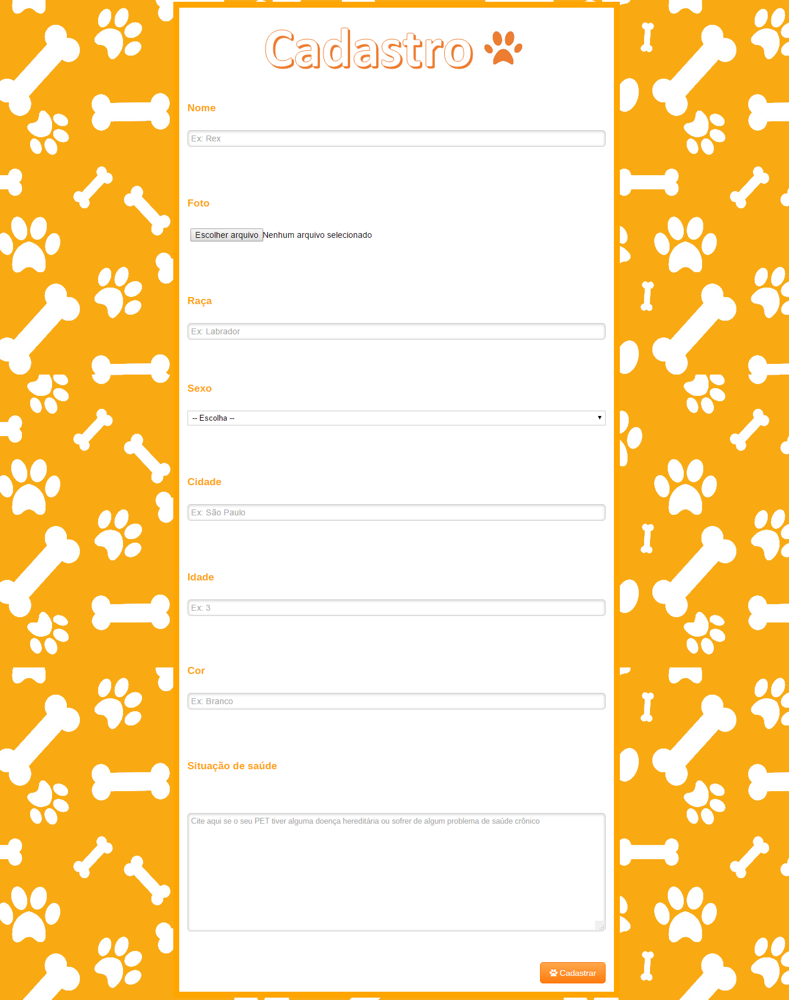 Cadastro
Nome
Ex: Rex
Foto
Escolher arquivo Nenhum arquivo selecionado
Raça
Ex: Labrador
Sexo
-- Escolha --
Cidade
Ex: São Paulo
Idade
Ex: 3
Cor
Ex: Branco
Situação de saúde
Cite aqui se o seu PET tiver alguma doença hereditária ou sofrer de algum problema de saúde crônico
Cadastrar